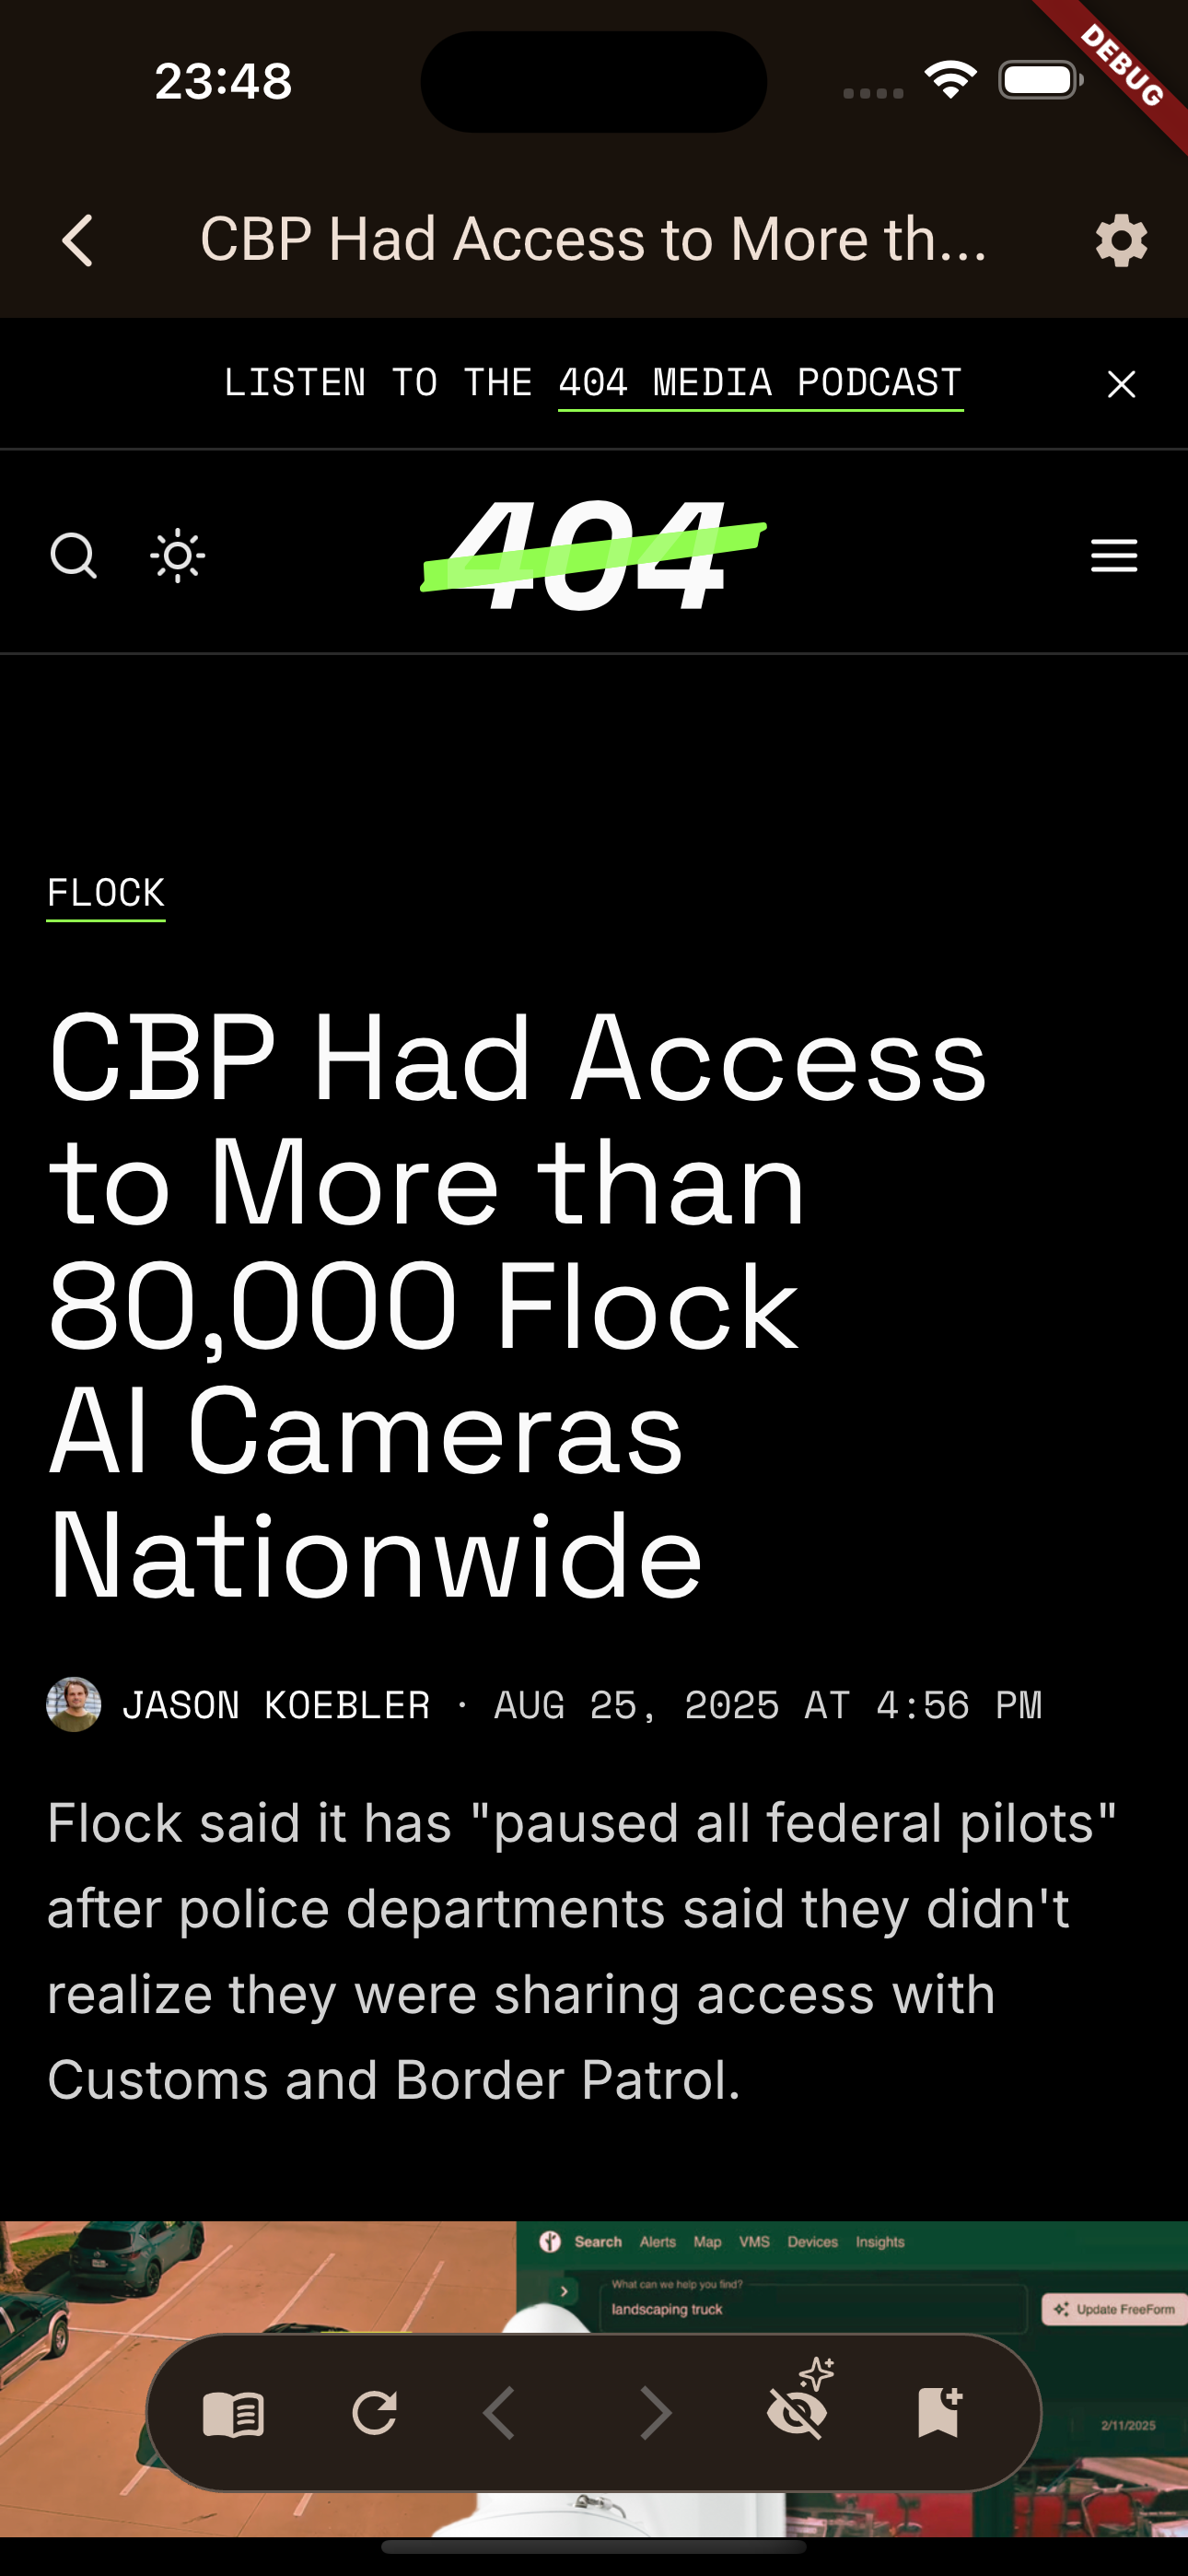 23:48
DEBUG
CBP Had Access to More th...
LISTEN TO THE 404 MEDIA PODCAST
404
FLOCK
CBP Had Access
to More than
80,000 Flock
AI Cameras
Nationwide
JASON KOEBLER · AUG 25, 2025 AT 4:56 PM
Flock said it has "paused all federal pilots"
after police departments said they didn't
realize they were sharing access with
Customs and Border Patrol.
Search Alerts Map VMS Devices Insights
What can we help you find?
landscaping truck
Update FreeForm
2/11/2025